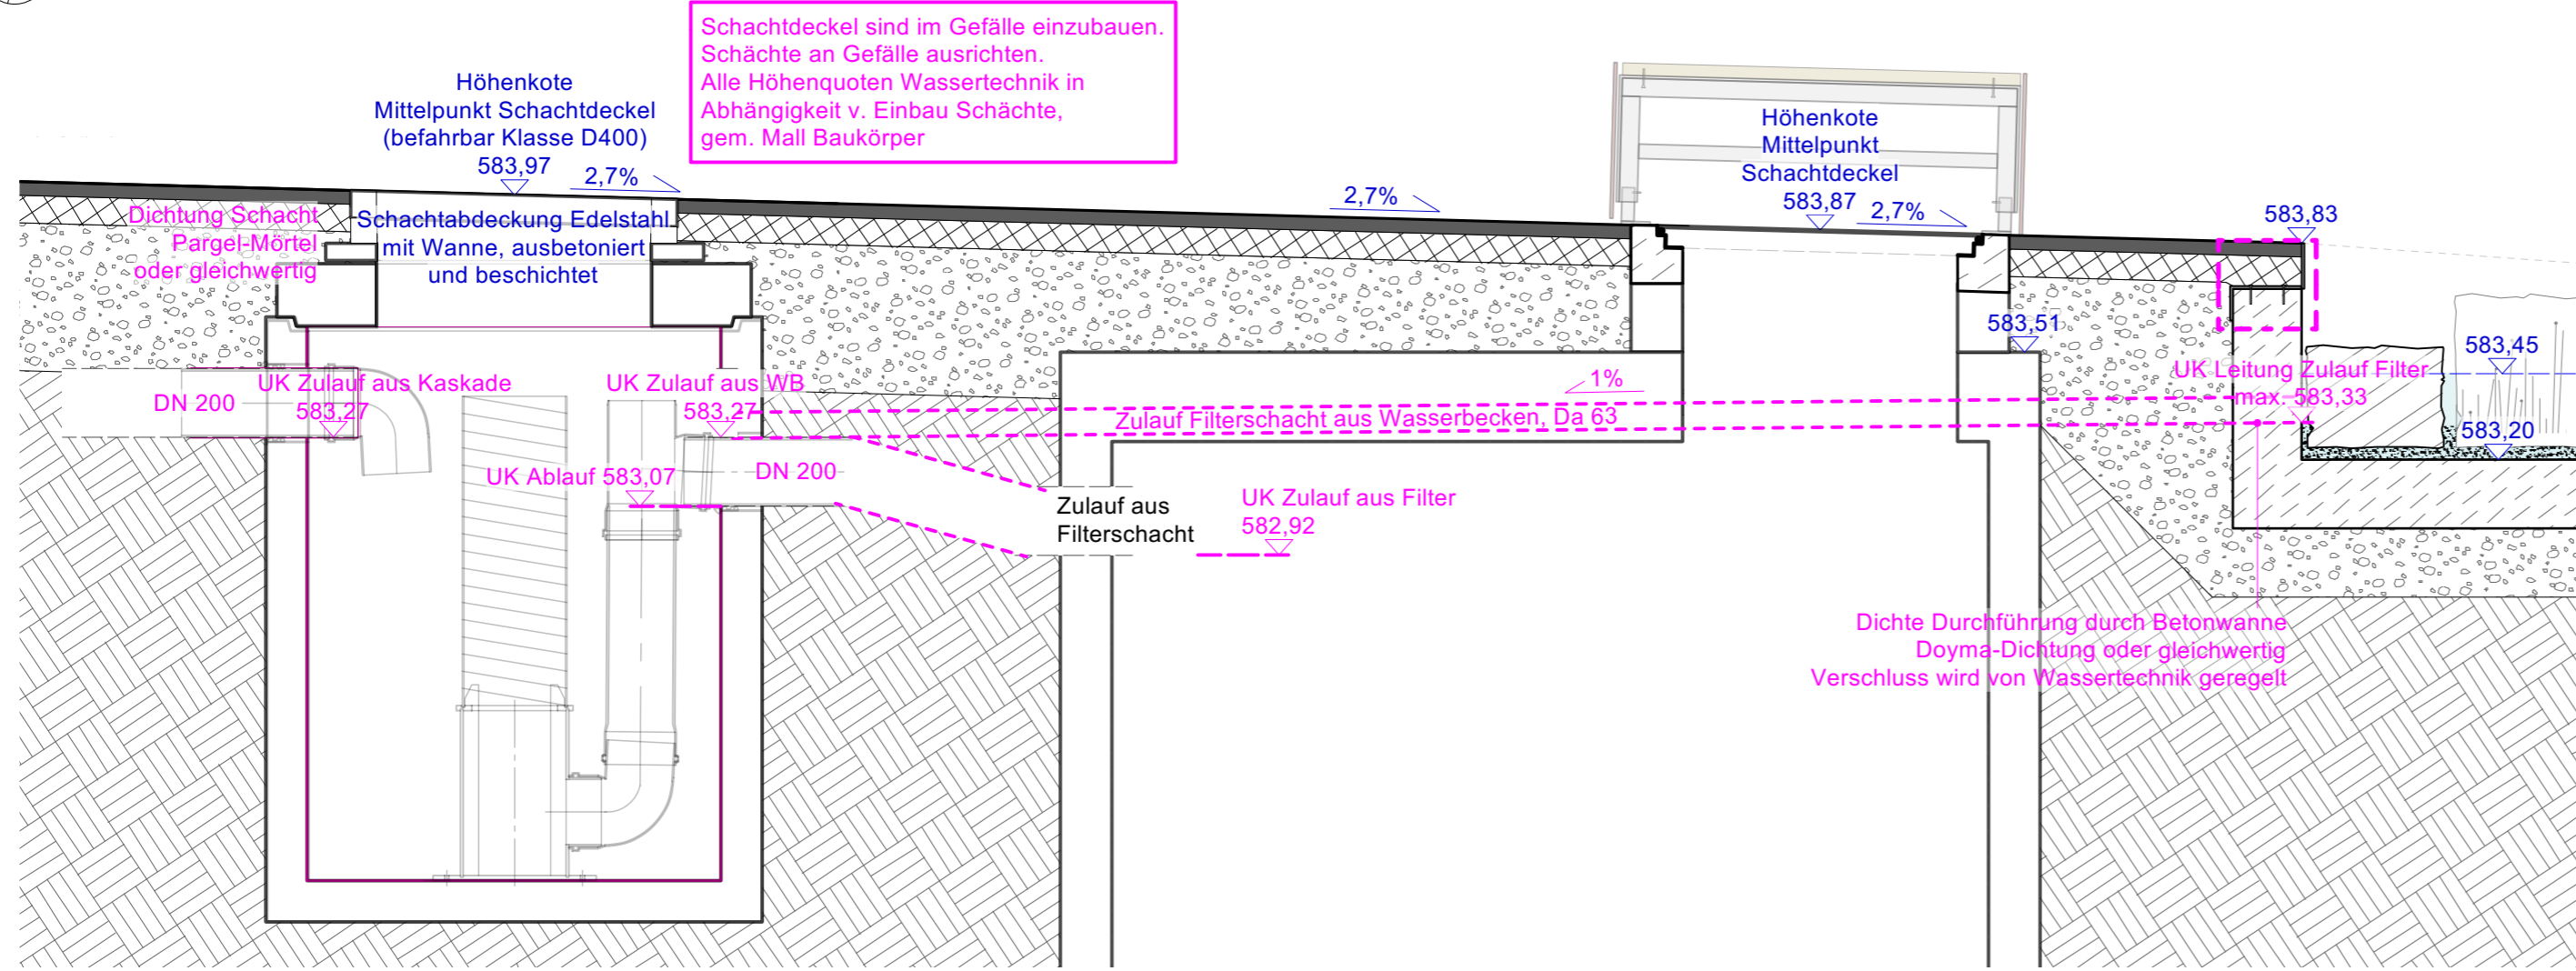 Schachtdeckel sind im Gefälle einzubauen.
Schächte an Gefälle ausrichten.
Alle Höhenquoten Wassertechnik in
Abhängigkeit v. Einbau Schächte,
gem. Mall Baukörper
Höhenkote
Mittelpunkt Schachtdeckel
(befahrbar Klasse D400)
583,97
2,7%
2,7%
Höhenkote
Mittelpunkt
Schachtdeckel
583,87
2,7%
583,83
Dichtung Schacht
Pargel-Mörtel
oder gleichwertig
Schachtabdeckung Edelstahl
mit Wanne, ausbetoniert
und beschichtet
583,51
583,45
UK Zulauf aus Kaskade
583,27
DN 200
UK Zulauf aus WB
583,27
1%
Zulauf Filterschacht aus Wasserbecken, Da 63
UK Leitung Zulauf Filter
max. 583,33
583,20
UK Ablauf 583,07
DN 200
Zulauf aus
Filterschacht
UK Zulauf aus Filter
582,92
Dichte Durchführung durch Betonwanne
Doyma-Dichtung oder gleichwertig
Verschluss wird von Wassertechnik geregelt